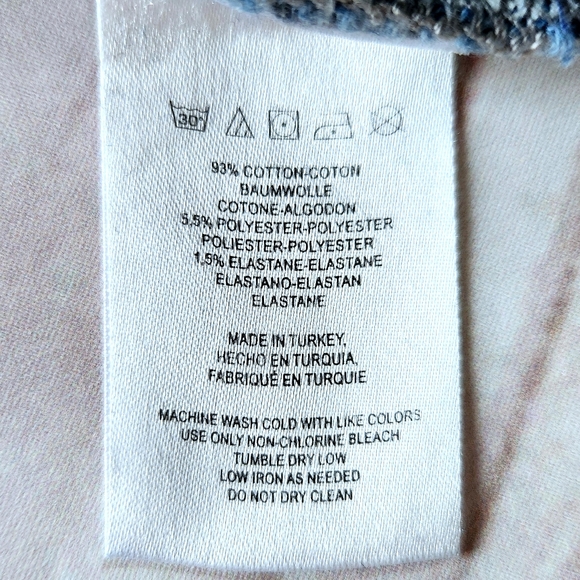 30°
93% COTTON-COTON
BAUMWOLLE
COTONE-ALGODON
5,5% POLYESTER-POLYESTER
POLIESTER-POLYESTER
1,5% ELASTANE-ELASTANE
ELASTANO-ELASTAN
ELASTANE
MADE IN TURKEY,
HECHO EN TURQUIA,
FABRIQUÉ EN TURQUIE
MACHINE WASH COLD WITH LIKE COLORS
USE ONLY NON-CHLORINE BLEACH
TUMBLE DRY LOW
LOW IRON AS NEEDED
DO NOT DRY CLEAN